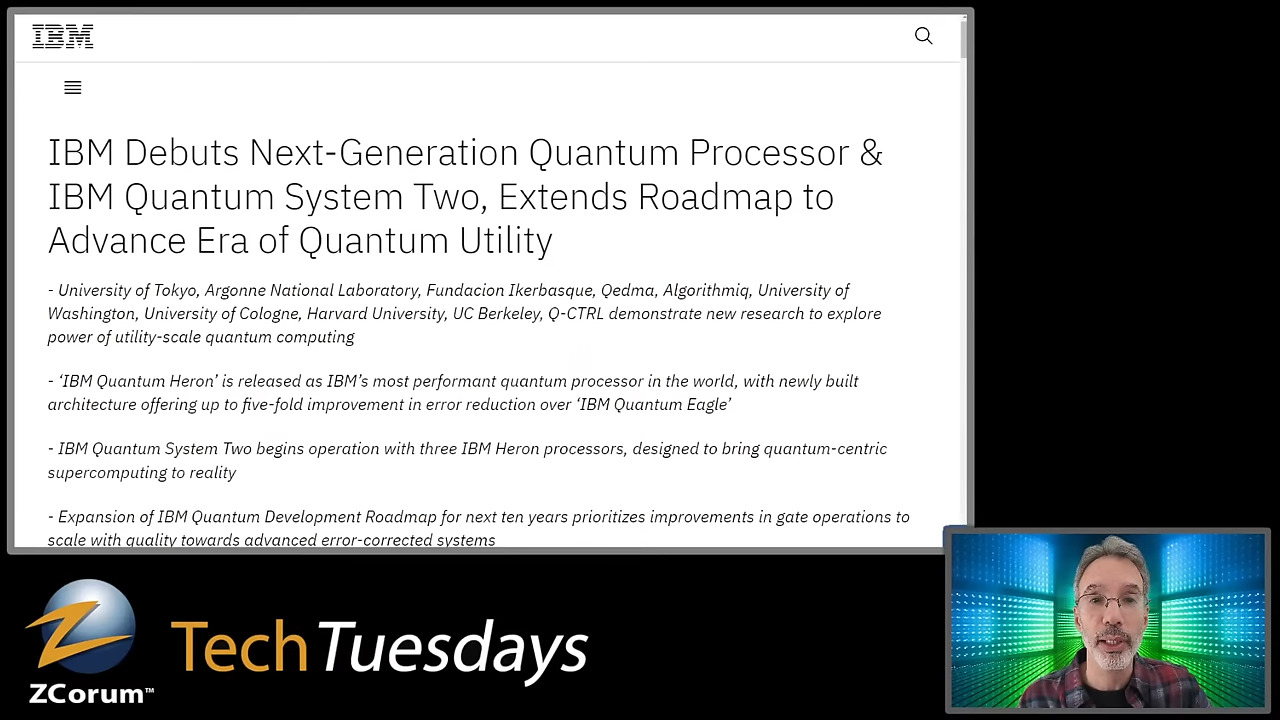 IBM
IBM Debuts Next-Generation Quantum Processor &
IBM Quantum System Two, Extends Roadmap to
Advance Era of Quantum Utility
- University of Tokyo, Argonne National Laboratory, Fundacion Ikerbasque, Qedma, Algorithmiq, University of
Washington, University of Cologne, Harvard University, UC Berkeley, Q-CTRL demonstrate new research to explore
power of utility-scale quantum computing
- ‘IBM Quantum Heron’ is released as IBM’s most performant quantum processor in the world, with newly built
architecture offering up to five-fold improvement in error reduction over ‘IBM Quantum Eagle’
- IBM Quantum System Two begins operation with three IBM Heron processors, designed to bring quantum-centric
supercomputing to reality
- Expansion of IBM Quantum Development Roadmap for next ten years prioritizes improvements in gate operations to
scale with quality towards advanced error-corrected systems
Z
ZCorum™
TechTuesdays